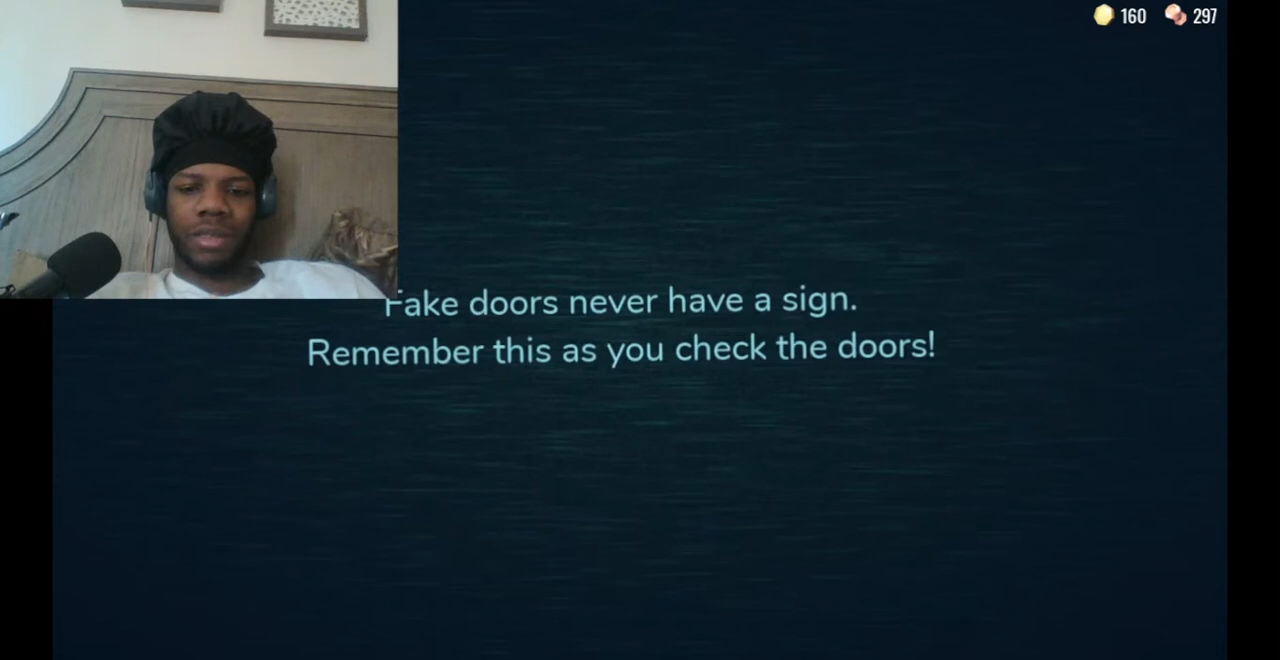 160 297
Fake doors never have a sign.
Remember this as you check the doors!